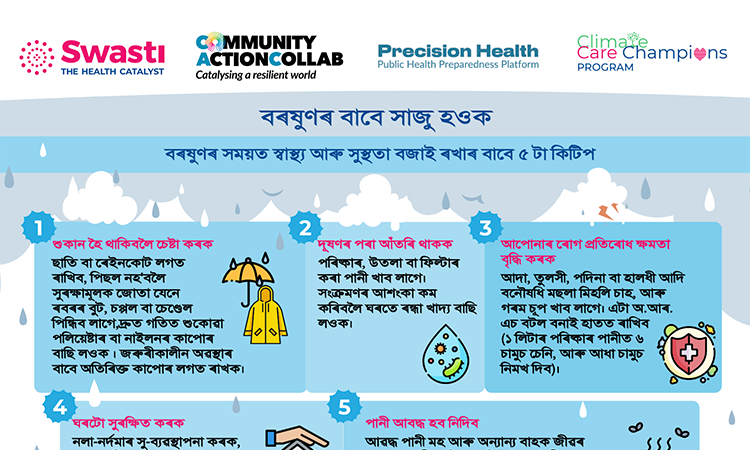 Swasti
THE HEALTH CATALYST
COMMUNITY
ACTIONCOLLAB
Catalysing a resilient world
Precision Health
Public Health Preparedness Platform
Climate
Care Champions
PROGRAM
বৰষুণৰ বাবে সাজু হওক
বৰষুণৰ সময়ত স্বাস্থ্য আৰু সুস্থতা বজাই ৰখাৰ বাবে ৫ টা কিটিপ
1
শুকান হৈ থাকিবলৈ চেষ্টা কৰক
ছাতি বা ৰেইনকোট লগত
ৰাখিব, পিছল নহ'বলৈ
সুৰক্ষামূলক জোতা যেনে
ৰবৰৰ বুট, চপ্পল বা চেণ্ডেল
পিন্ধিব লাগে,দ্ৰুত গতিত শুকোৱা
পলিয়েষ্টাৰ বা নাইলনৰ কাপোৰ
বাছি লওক । জৰুৰীকালীন অৱস্থাৰ
বাবে অতিৰিক্ত কাপোৰ লগত ৰাখক।
2
দূষণৰ পৰা আঁতৰি থাকক
পৰিষ্কাৰ, উতলা বা ফিল্টাৰ
কৰা পানী খাব লাগে।
সংক্ৰমণৰ আশংকা কম
কৰিবলৈ ঘৰতে ৰন্ধা খাদ্য বাছি
লওক।
3
আপোনাৰ ৰোগ প্ৰতিৰোধ ক্ষমতা
বৃদ্ধি কৰক
আদা, তুলসী, পদিনা বা হালধী আদি
বনৌষধি মছলা মিহলি চাহ, আৰু
গৰম চুপ খাব লাগে। এটা অ.আৰ.
এচ বটল বনাই হাতত ৰাখিব
(১ লিটাৰ পৰিষ্কাৰ পানীত ৬
চামুচ চেনি, আৰু আধা চামুচ
নিমখ দিব)।
4
ঘৰটো সুৰক্ষিত কৰক
নলা-নৰ্দমাৰ সু-ব্যৱস্থাপনা কৰক,
5
পানী আবদ্ধ হব নিদিব
আৱদ্ধ পানী মহ আৰু অন্যান্য বাহক জীৱৰ